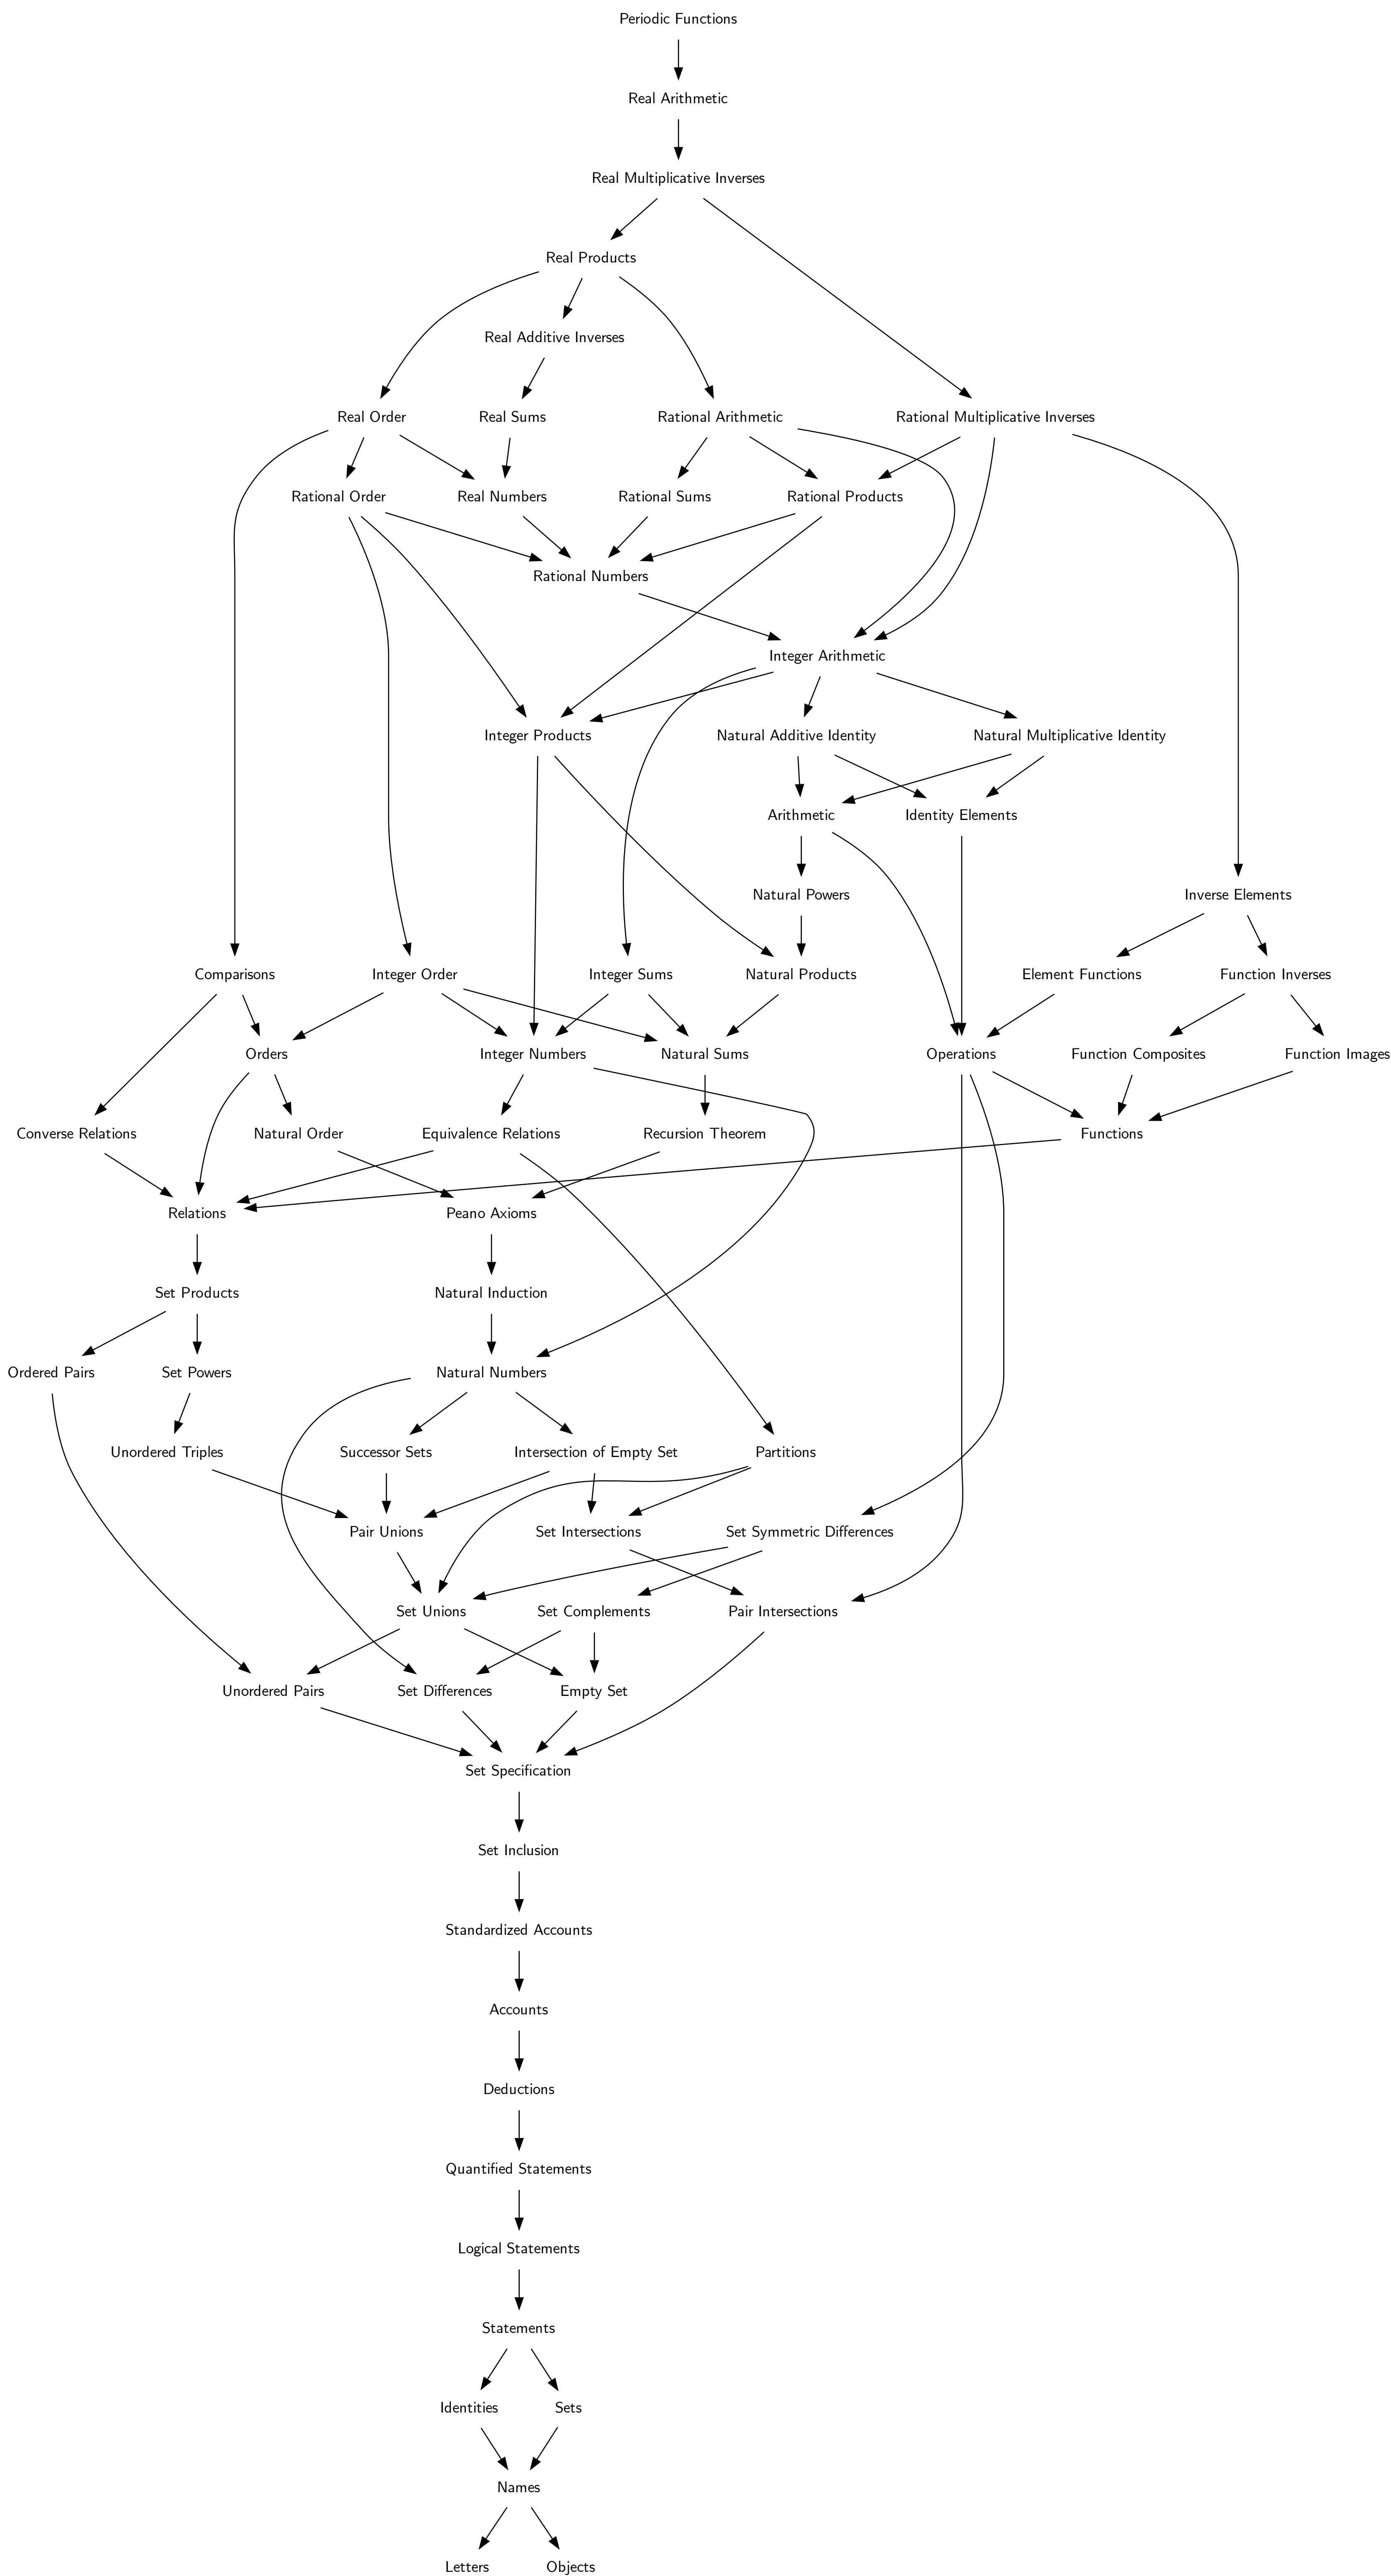 Periodic Functions
Real Arithmetic
Real Multiplicative Inverses
Real Products
Real Additive Inverses
Real Order
Real Sums
Rational Arithmetic
Rational Multiplicative Inverses
Rational Order
Real Numbers
Rational Sums
Rational Products
Rational Numbers
Integer Arithmetic
Integer Products
Natural Additive Identity
Natural Multiplicative Identity
Arithmetic
Identity Elements
Natural Powers
Inverse Elements
Comparisons
Integer Order
Integer Sums
Natural Products
Element Functions
Function Inverses
Orders
Integer Numbers
Natural Sums
Operations
Function Composites
Function Images
Converse Relations
Natural Order
Equivalence Relations
Recursion Theorem
Functions
Relations
Peano Axioms
Set Products
Natural Induction
Ordered Pairs
Set Powers
Natural Numbers
Unordered Triples
Successor Sets
Intersection of Empty Set
Partitions
Pair Unions
Set Intersections
Set Symmetric Differences
Set Unions
Set Complements
Pair Intersections
Unordered Pairs
Set Differences
Empty Set
Set Specification
Set Inclusion
Standardized Accounts
Accounts
Deductions
Quantified Statements
Logical Statements
Statements
Identities
Sets
Names
Letters
Objects